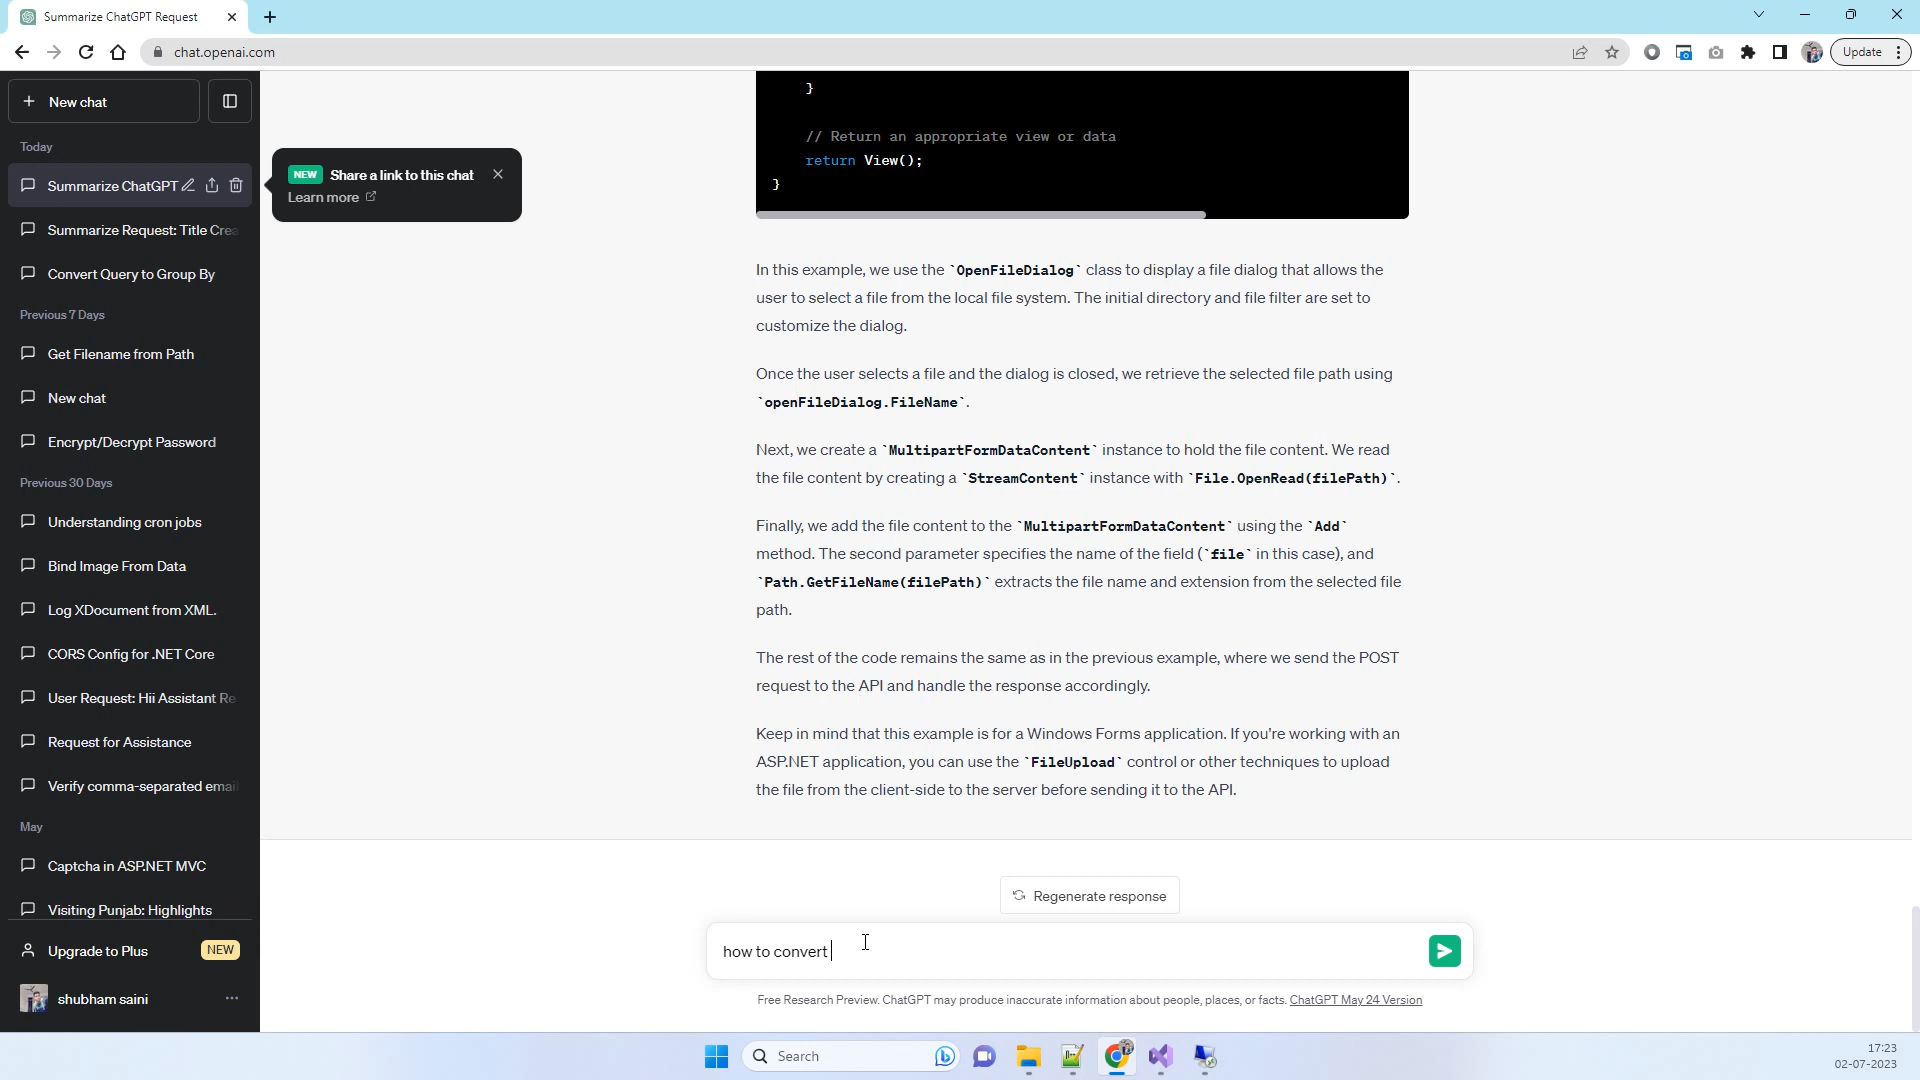 Summarize ChatGPT Request
chat.openai.com
Update
New chat
Today
Summarize ChatGPT
Summarize Request: Title Crea
Convert Query to Group By
Previous 7 Days
Get Filename from Path
New chat
Encrypt/Decrypt Password
Previous 30 Days
Understanding cron jobs
Bind Image From Data
Log XDocument from XML.
CORS Config for .NET Core
User Request: Hii Assistant Re
Request for Assistance
Verify comma-separated email
May
Captcha in ASP.NET MVC
Visiting Punjab: Highlights
Upgrade to Plus NEW
shubham saini
NEW Share a link to this chat
Learn more
}
// Return an appropriate view or data
return View();
}
In this example, we use the `OpenFileDialog` class to display a file dialog that allows the
user to select a file from the local file system. The initial directory and file filter are set to
customize the dialog.
Once the user selects a file and the dialog is closed, we retrieve the selected file path using
`openFileDialog.FileName`.
Next, we create a `MultipartFormDataContent` instance to hold the file content. We read
the file content by creating a `StreamContent` instance with `File.OpenRead(filePath)`.
Finally, we add the file content to the `MultipartFormDataContent` using the `Add`
method. The second parameter specifies the name of the field (`file` in this case), and
`Path.GetFileName(filePath)` extracts the file name and extension from the selected file
path.
The rest of the code remains the same as in the previous example, where we send the POST
request to the API and handle the response accordingly.
Keep in mind that this example is for a Windows Forms application. If you're working with an
ASP.NET application, you can use the `FileUpload` control or other techniques to upload
the file from the client-side to the server before sending it to the API.
Regenerate response
how to convert
Free Research Preview. ChatGPT may produce inaccurate information about people, places, or facts. ChatGPT May 24 Version
Search
17:23
02-07-2023